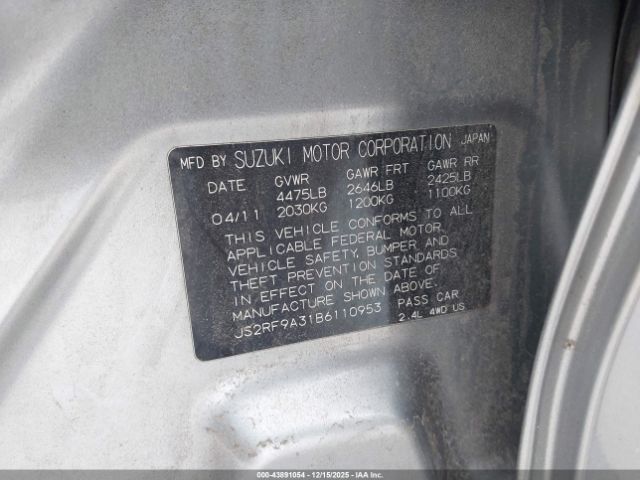 MFD BY SUZUKI MOTOR CORPORATION JAPAN
DATE GVWR GAWR FRT GAWR RR
4475LB 2646LB 2425LB
04/11 2030KG 1200KG 1100KG
THIS VEHICLE CONFORMS TO ALL
APPLICABLE FEDERAL MOTOR
VEHICLE SAFETY, BUMPER AND
THEFT PREVENTION STANDARDS
IN EFFECT ON THE DATE OF
MANUFACTURE SHOWN ABOVE.
JS2RF9A31B6110953 PASS CAR
2.4L 4WD US
000-43891054 - 12/15/2025 - COPART/IAA